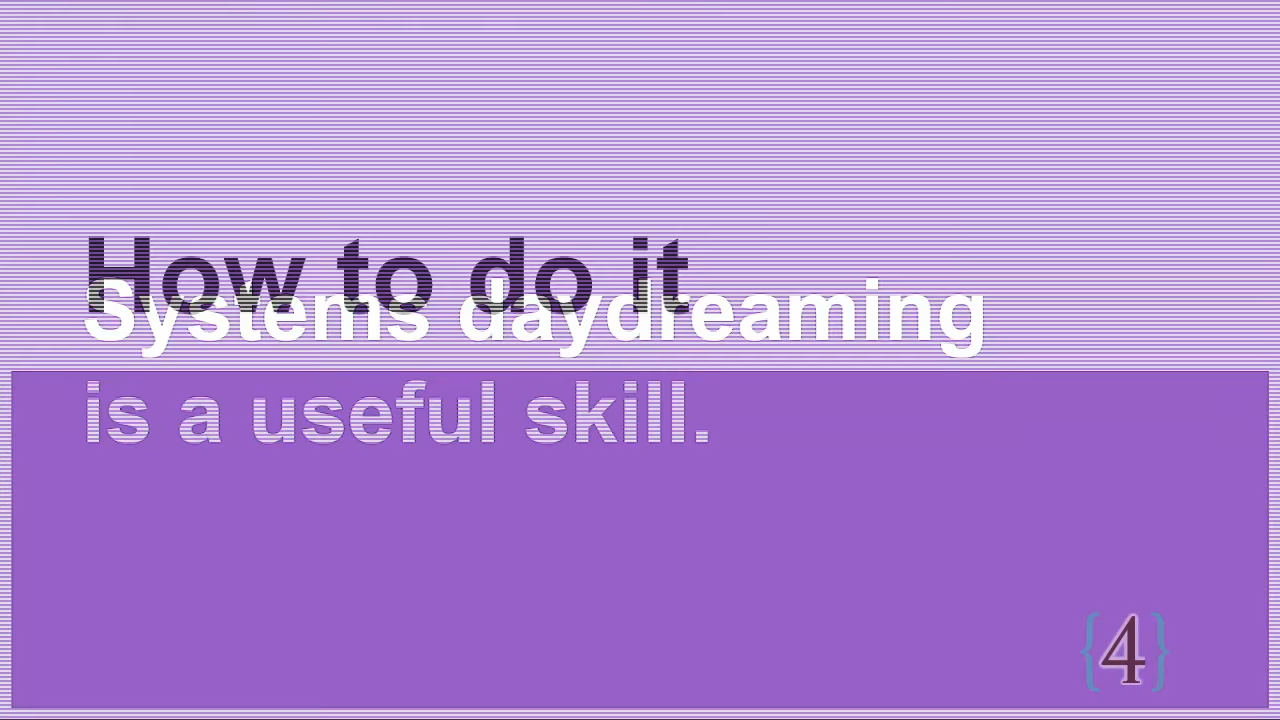 How to do it
Systems daydreaming
is a useful skill.
{4}